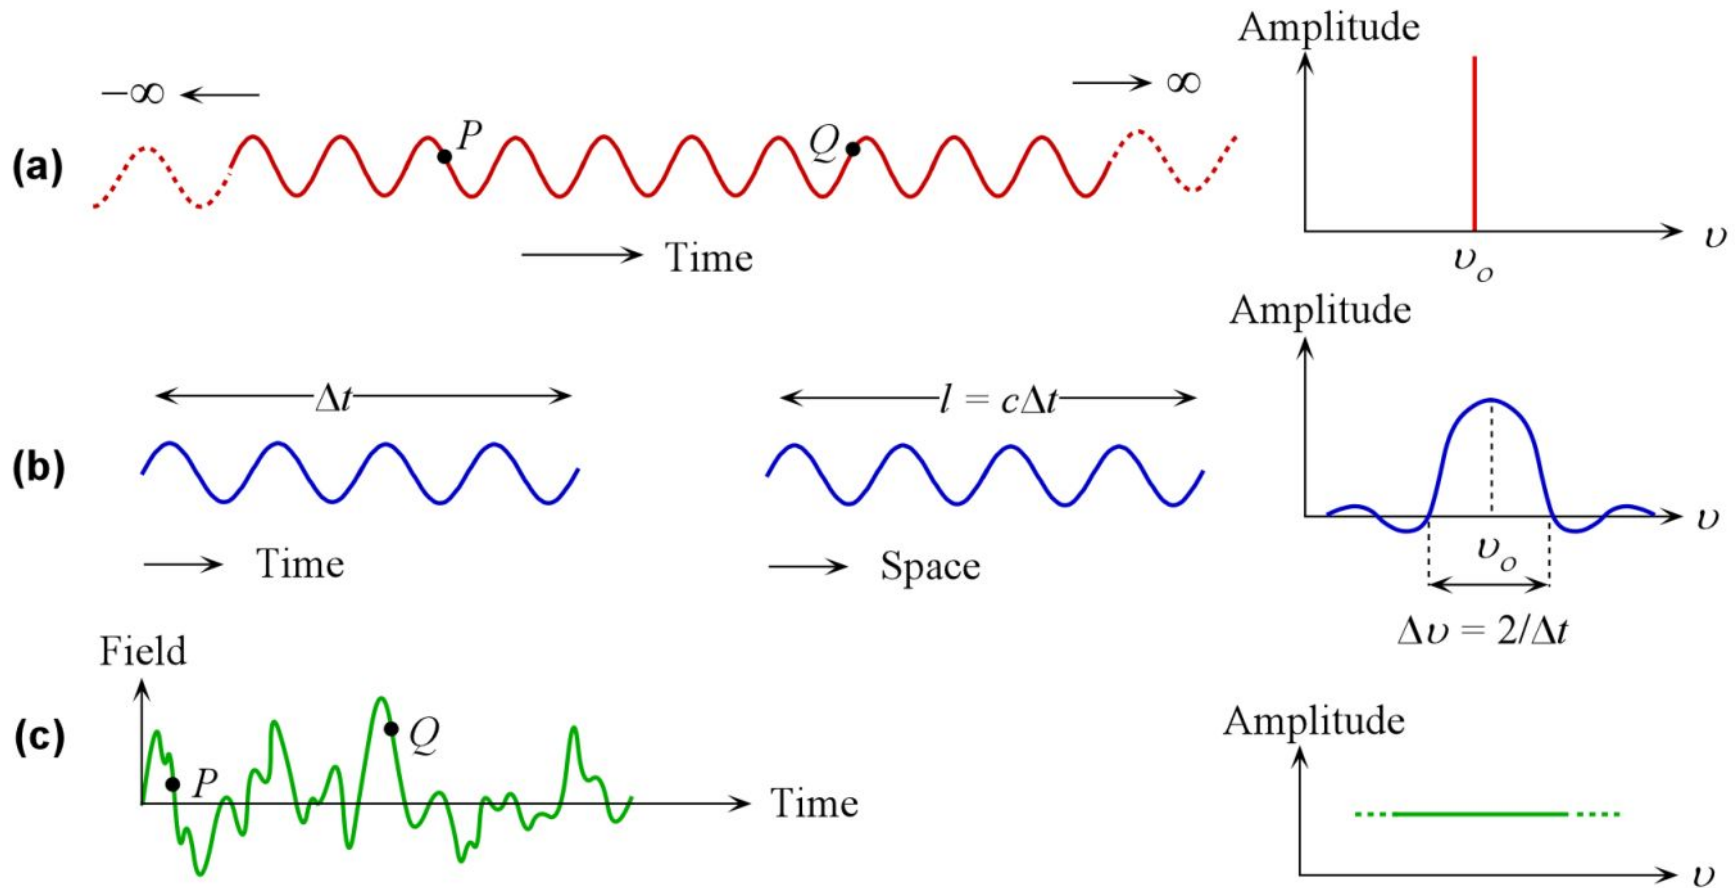 Amplitude
−∞
∞
(a)
P
Q
υ
Time
υo
Amplitude
Δt
l = cΔt
(b)
υ
υo
Time
Space
Δυ = 2/Δt
Field
(c)
Amplitude
Q
P
Time
υ